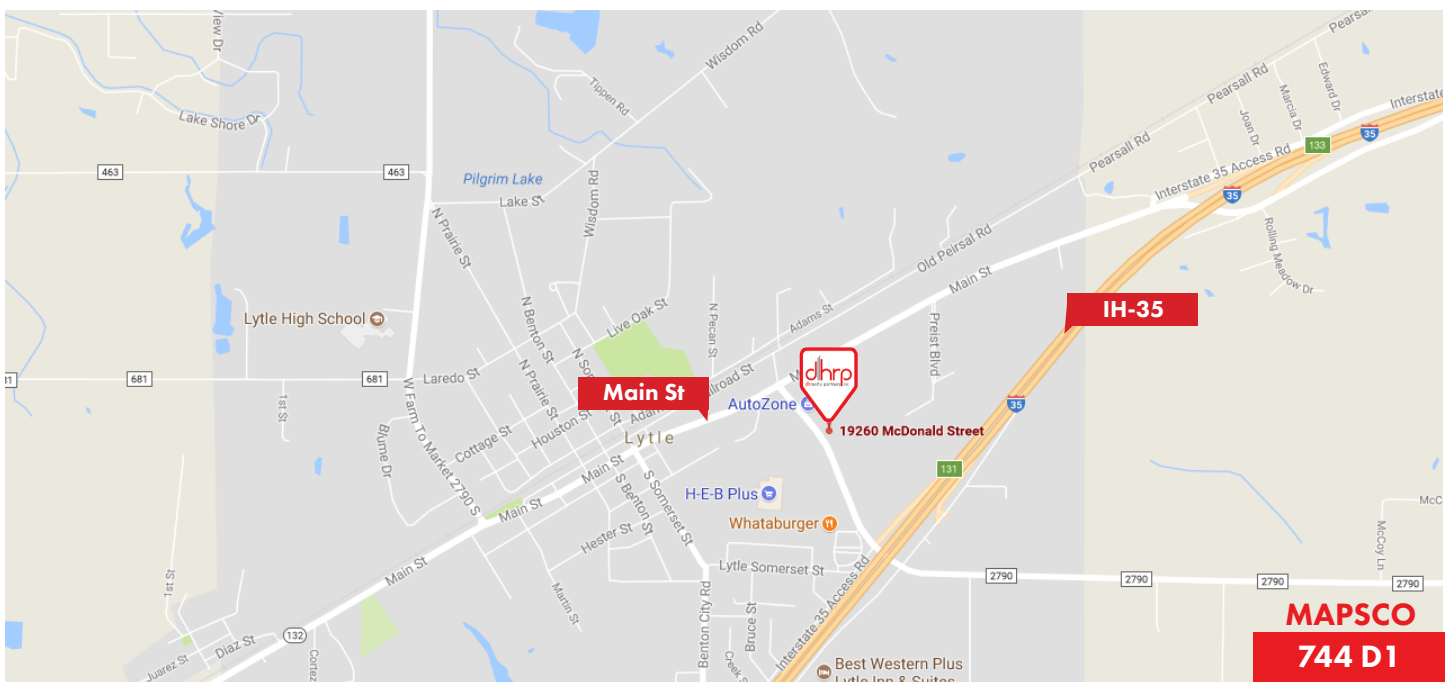 View Dr
Wisdom Rd
Tippen Rd
Lake Shore Dr
463
463
Pilgrim Lake
Lake St
Wisdom Rd
N Prairie St
Pearsall Rd
Pearsall Rd
Edward Dr
Marcia Dr
Joan Dr
Interstate
35
133
Pearsall Rd
Interstate 35 Access Rd
35
Old Peirsal Rd
Main St
Rolling Meadow Dr
IH-35
Lytle High School
Live Oak St
N Benton St
N Pecan St
Adams St
Preist Blvd
681
681
Laredo St
W Farm To Market 2790 S
1st St
Blume Dr
N Prairie St
Main St
dhrp
AutoZone
19260 McDonald Street
35
Cottage St
Houston St
Lytle
131
Main St
Main St
S Benton St
S Somerset St
H-E-B Plus
Whataburger
Hester St
Lytle Somerset St
2790
2790
2790
2790
McCoy Ln
Main St
1st St
Martin St
Benton City Rd
Bruce St
Interstate 35 Access Rd
132
Diaz St
Juarez St
Cortez
Creek S
Best Western Plus
Lytle Inn & Suites
MAPSCO
744 D1